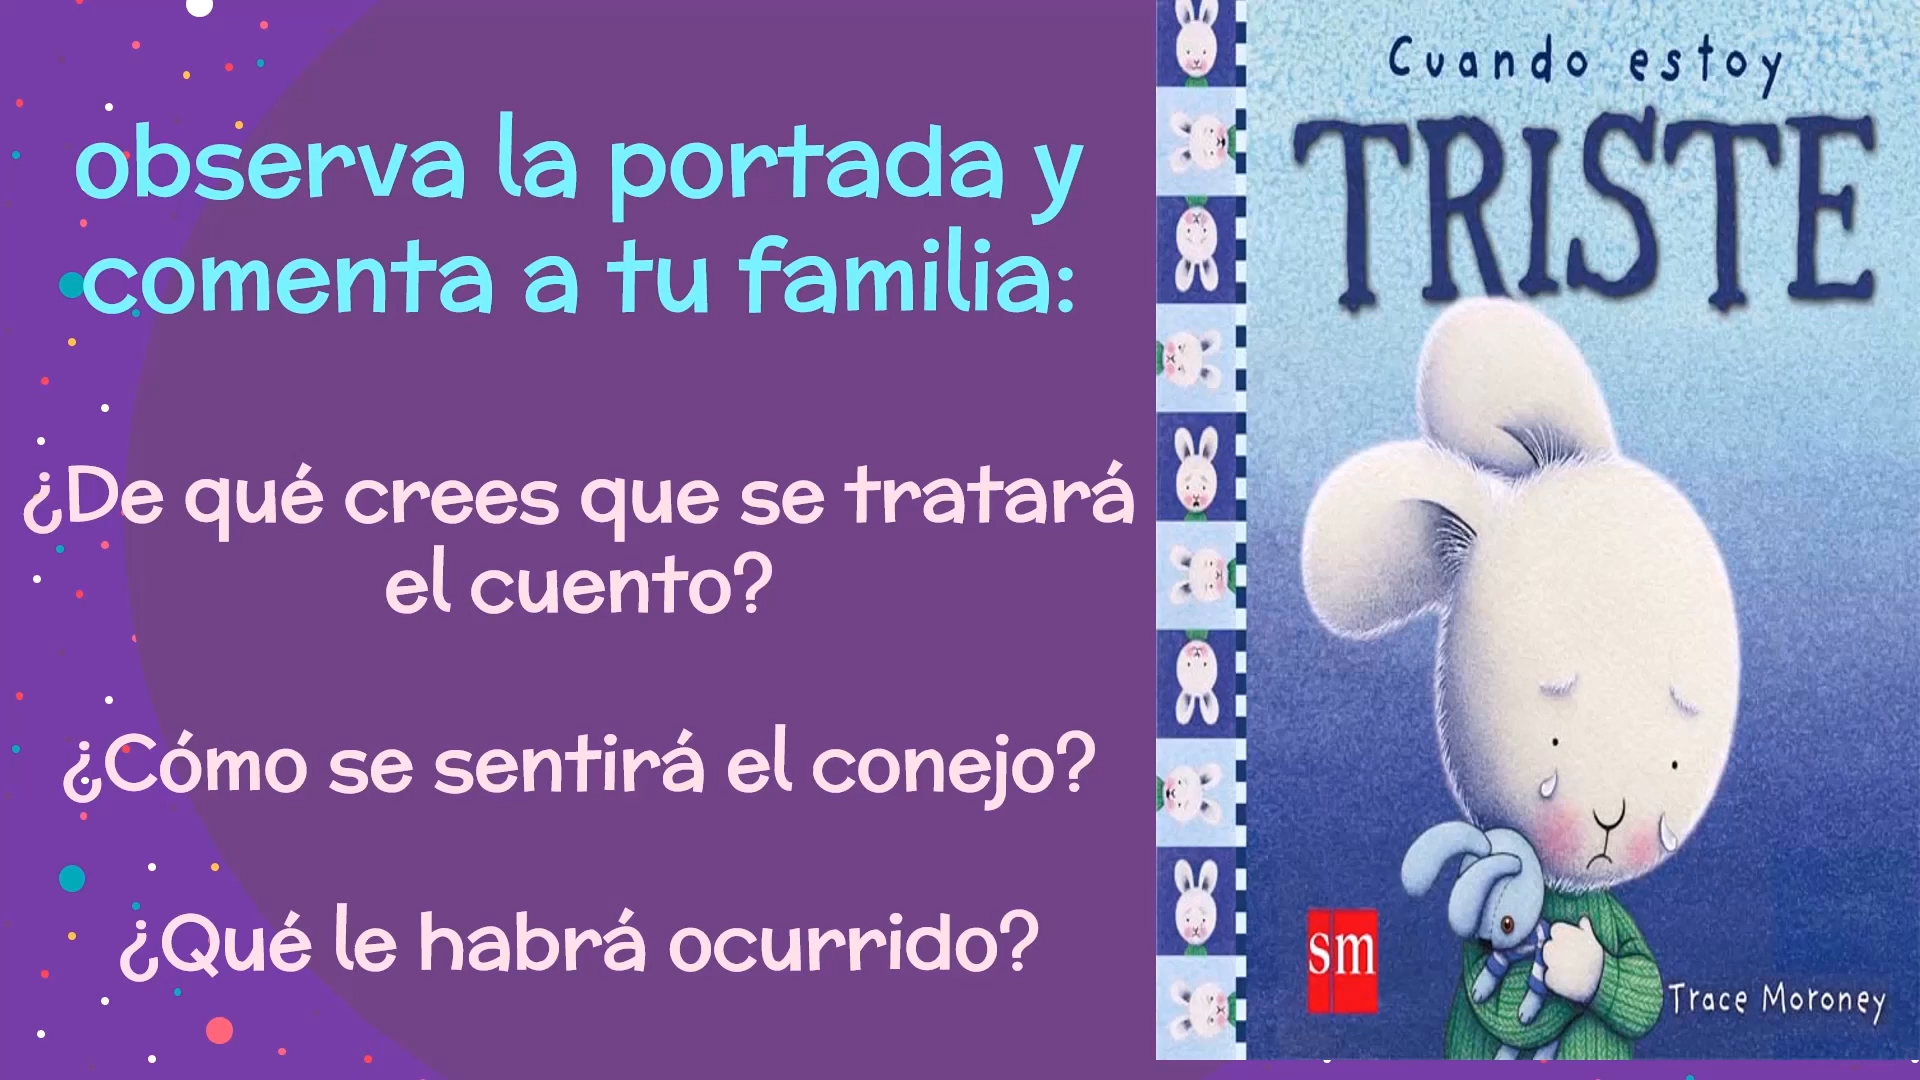 observa la portada y
comenta a tu familia:
¿De qué crees que se tratará
el cuento?
¿Cómo se sentirá el conejo?
¿Qué le habrá ocurrido?
Cuando estoy
TRISTE
sm
Trace Moroney